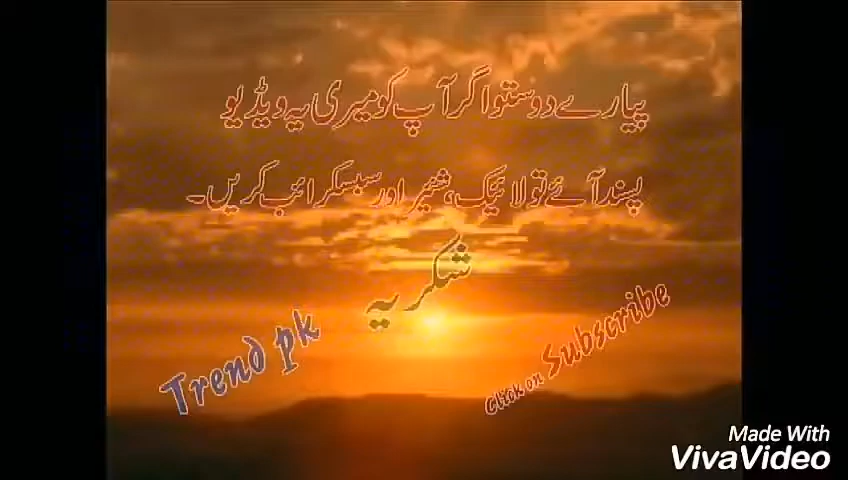 پیارے دوستو اگر آپ کو میری یہ ویڈیو
پسند آئے تو لائیک، شئیر اور سبسکرائب کریں۔
شکریہ
Trend pk
Click on Subscribe
Made With
VivaVideo